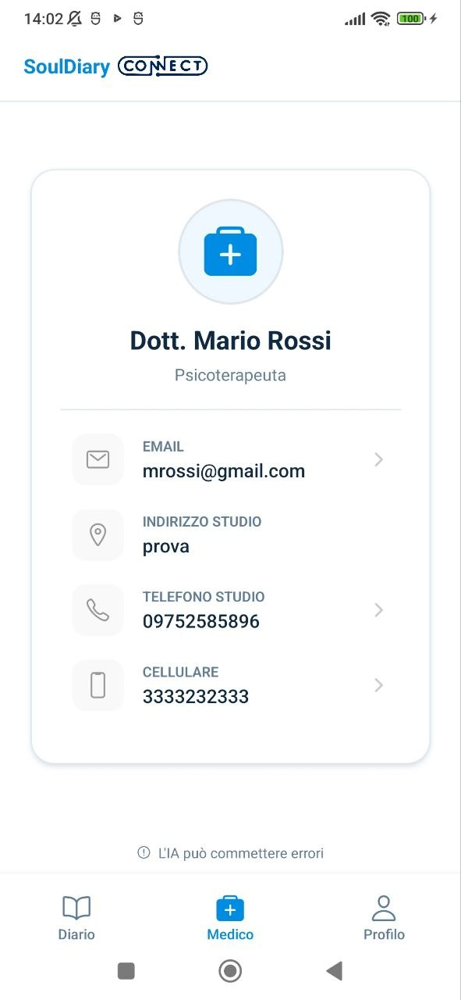 14:02
100
SoulDiary CONNECT
Dott. Mario Rossi
Psicoterapeuta
EMAIL
mrossi@gmail.com
INDIRIZZO STUDIO
prova
TELEFONO STUDIO
09752585896
CELLULARE
3333232333
L'IA può commettere errori
Diario
Medico
Profilo